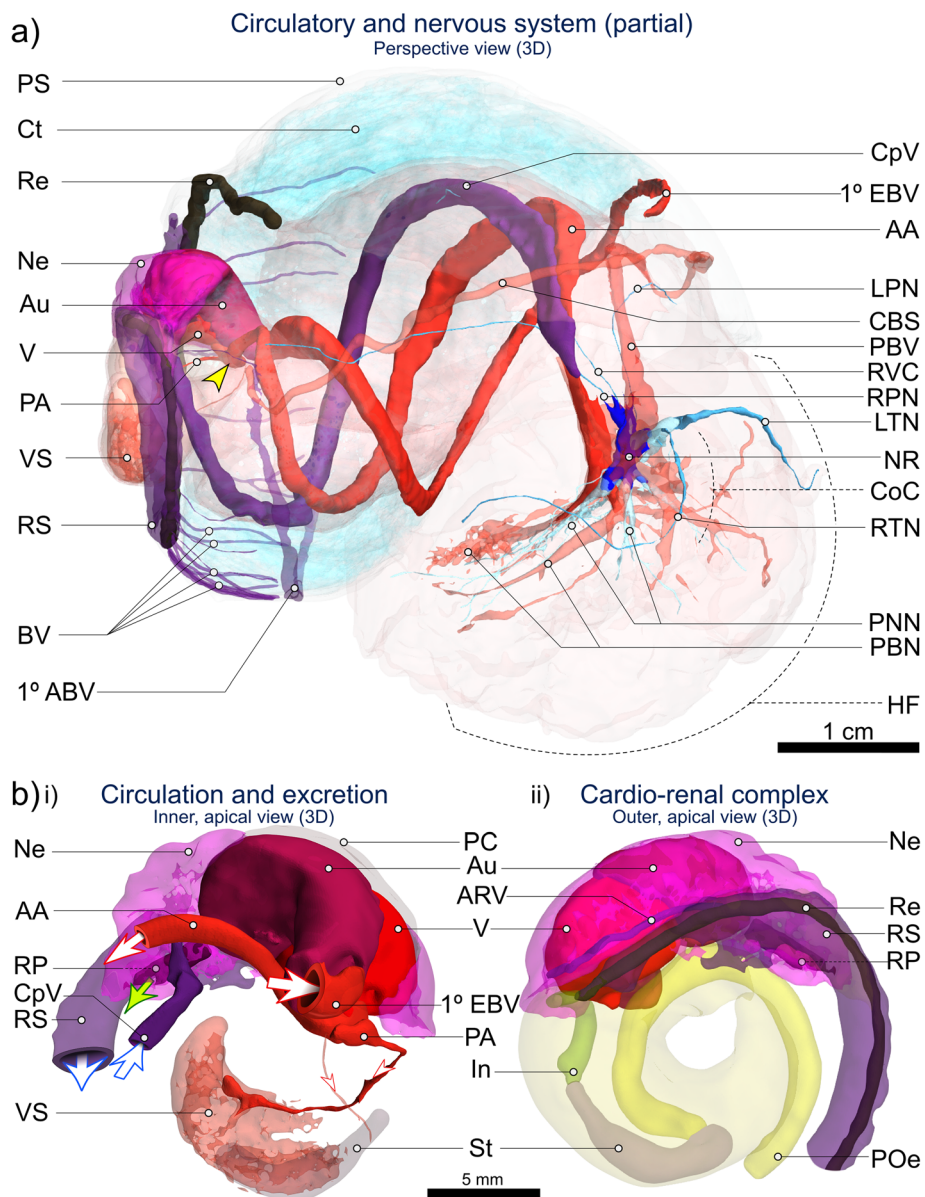 a)
Circulatory and nervous system (partial)
Perspective view (3D)
PS
Ct
Re
Ne
Au
V
PA
VS
RS
BV
1º ABV
CpV
1º EBV
AA
LPN
CBS
PBV
RVC
RPN
LTN
NR
CoC
RTN
PNN
PBN
HF
1 cm
b) i)
Circulation and excretion
Inner, apical view (3D)
Ne
AA
RP
CpV
RS
VS
PC
Au
V
1º EBV
PA
St
5 mm
ii)
Cardio-renal complex
Outer, apical view (3D)
ARV
In
Ne
Re
RS
RP
POe